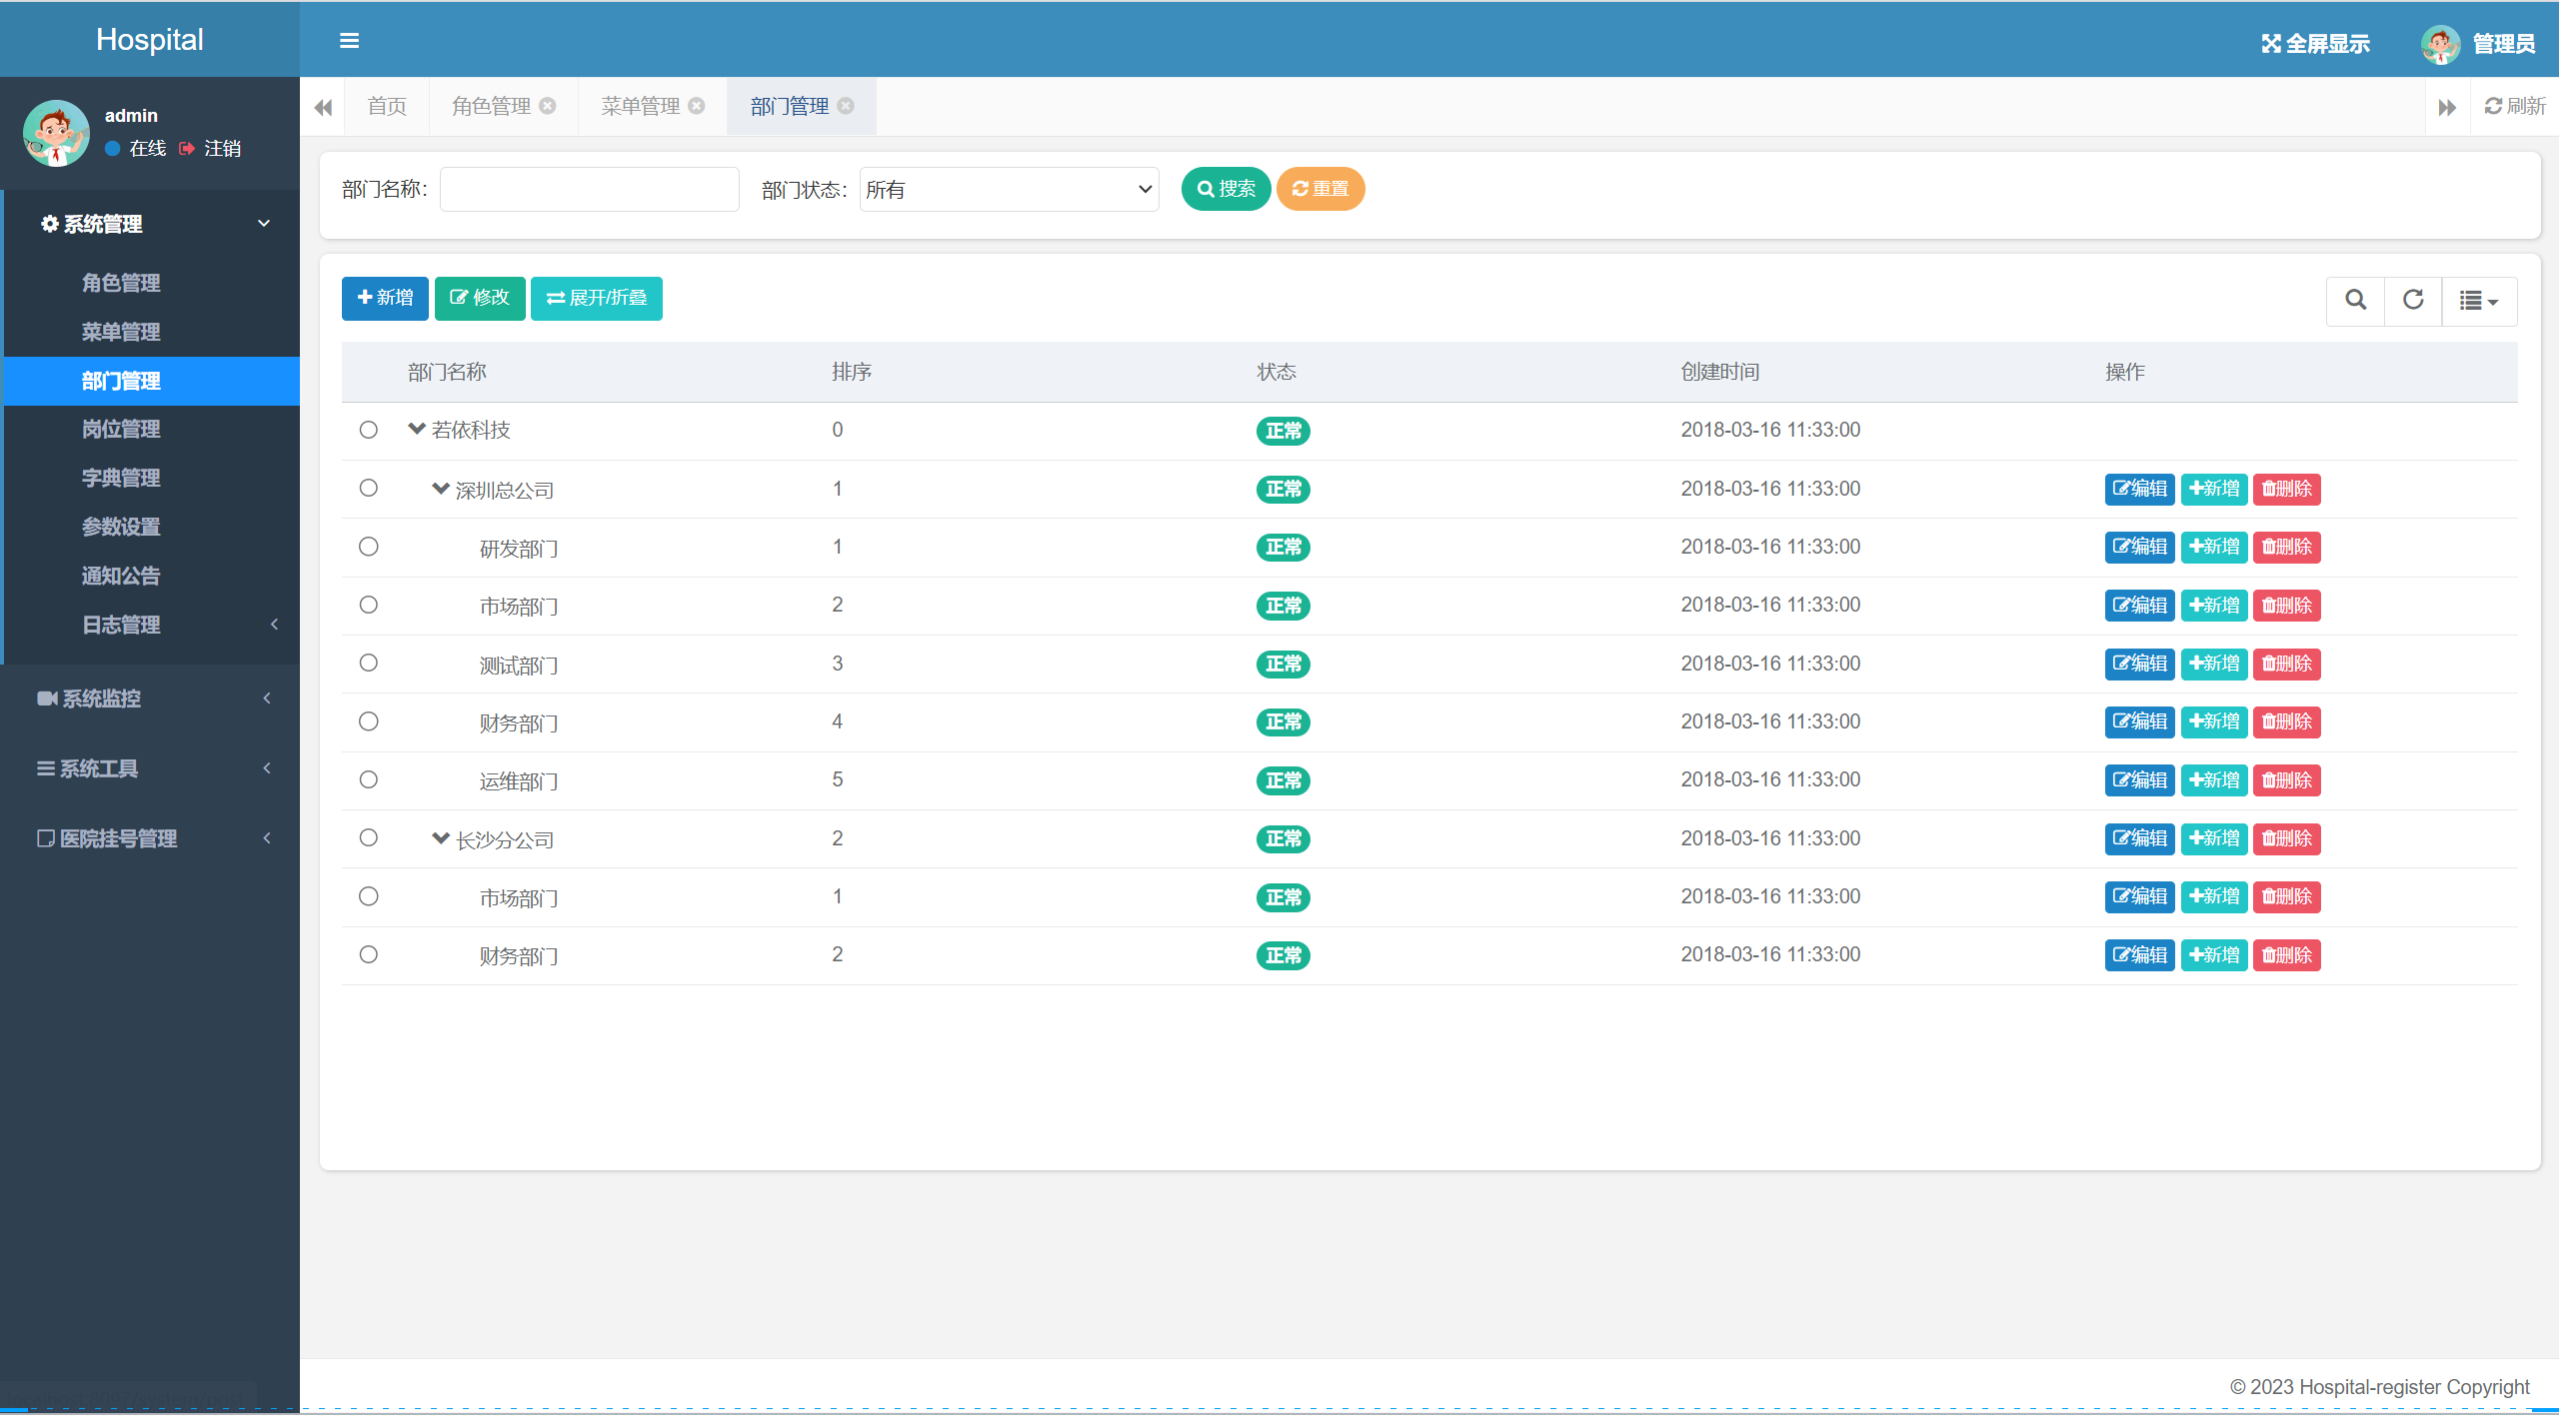 Hospital
全屏显示 管理员
admin
在线 注销
首页 角色管理 菜单管理 部门管理 刷新
部门名称： 部门状态： 所有 搜索 重置
系统管理
角色管理
菜单管理
部门管理
岗位管理
字典管理
参数设置
通知公告
日志管理
系统监控
系统工具
医院挂号管理
新增 修改 展开/折叠
部门名称 排序 状态 创建时间 操作
若依科技 0 正常 2018-03-16 11:33:00
深圳总公司 1 正常 2018-03-16 11:33:00 编辑 新增 删除
研发部门 1 正常 2018-03-16 11:33:00 编辑 新增 删除
市场部门 2 正常 2018-03-16 11:33:00 编辑 新增 删除
测试部门 3 正常 2018-03-16 11:33:00 编辑 新增 删除
财务部门 4 正常 2018-03-16 11:33:00 编辑 新增 删除
运维部门 5 正常 2018-03-16 11:33:00 编辑 新增 删除
长沙分公司 2 正常 2018-03-16 11:33:00 编辑 新增 删除
市场部门 1 正常 2018-03-16 11:33:00 编辑 新增 删除
财务部门 2 正常 2018-03-16 11:33:00 编辑 新增 删除
© 2023 Hospital-register Copyright